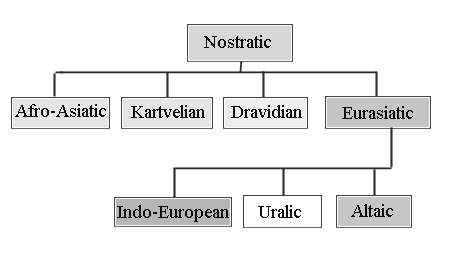 Nostratic
Afro-Asiatic
Kartvelian
Dravidian
Eurasiatic
Indo-European
Uralic
Altaic